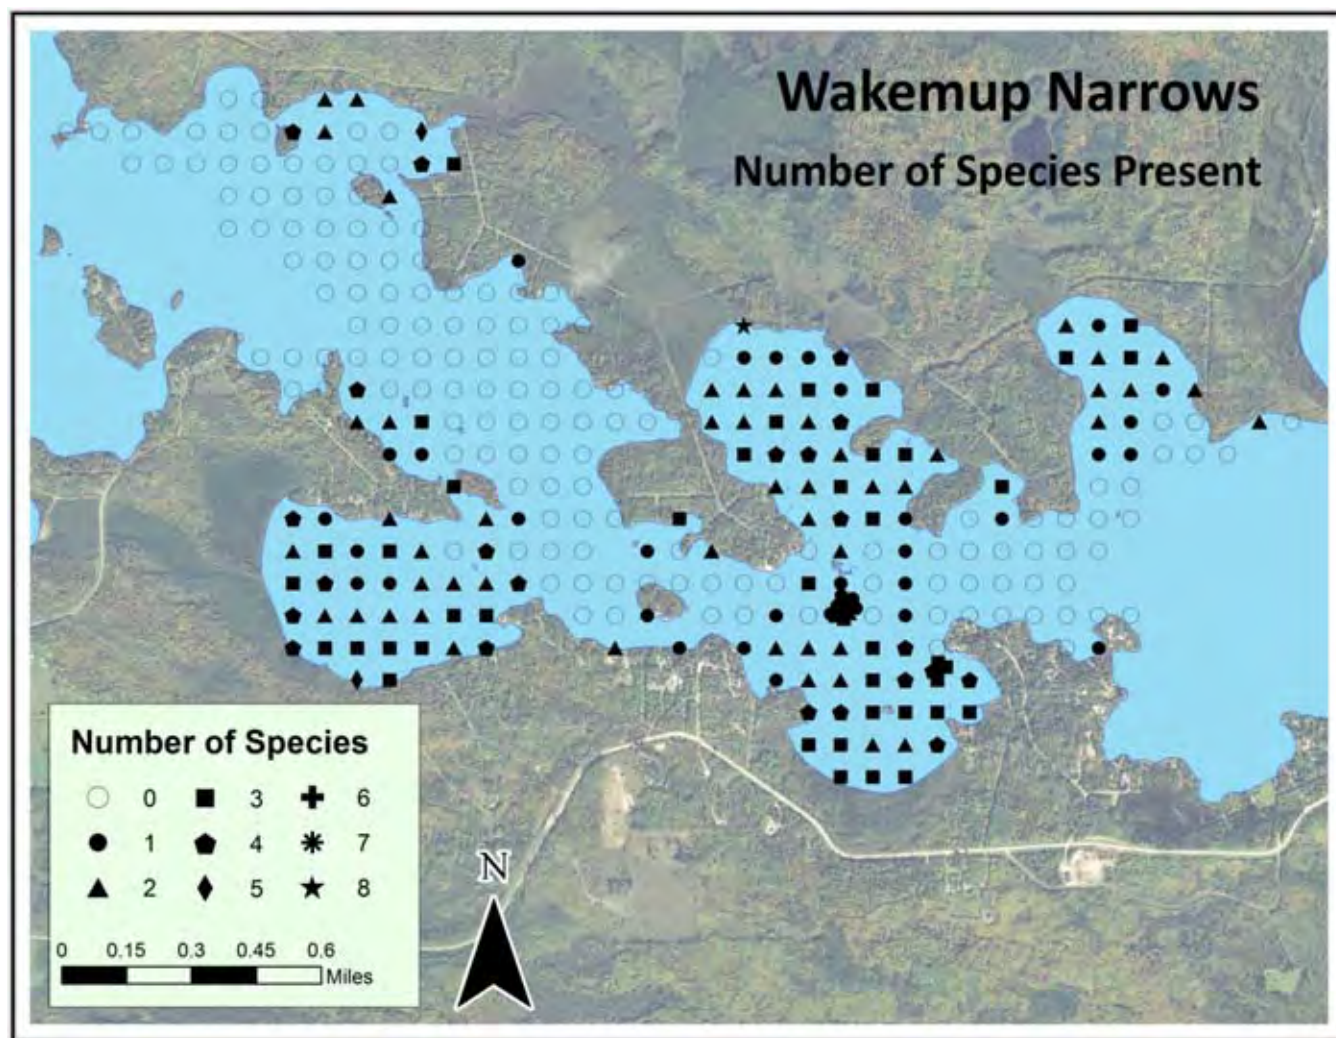 Wakemup Narrows
Number of Species Present
Number of Species
0 3 6
1 4 7
2 5 8
0 0.15 0.3 0.45 0.6
Miles
N